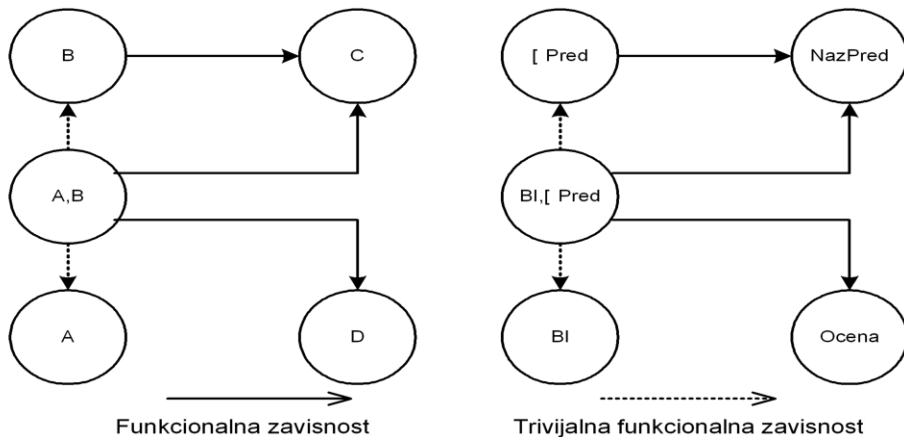 B
C
[ Pred
NazPred
A,B
BI,[ Pred
A
D
BI
Ocena
Funkcionalna zavisnost
Trivijalna funkcionalna zavisnost